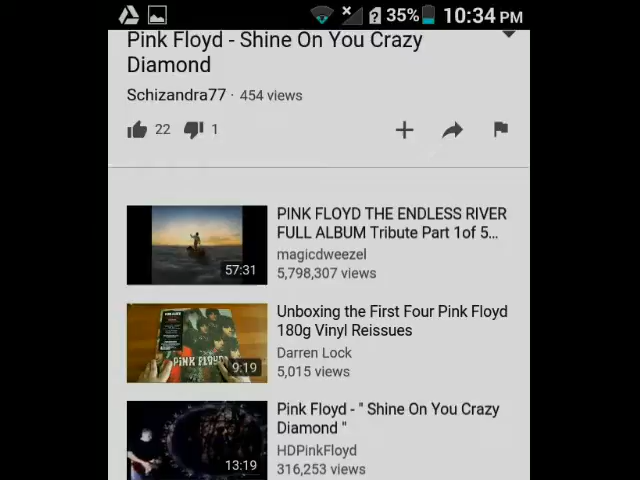 35% 10:34 PM
Pink Floyd - Shine On You Crazy
Diamond
Schizandra77 · 454 views
22 1
PINK FLOYD THE ENDLESS RIVER
FULL ALBUM Tribute Part 1of 5...
magicdweezel
5,798,307 views
57:31
Unboxing the First Four Pink Floyd
180g Vinyl Reissues
Darren Lock
5,015 views
PINK FLOYD
9:19
Pink Floyd - " Shine On You Crazy
Diamond "
HDPinkFloyd
316,253 views
13:19